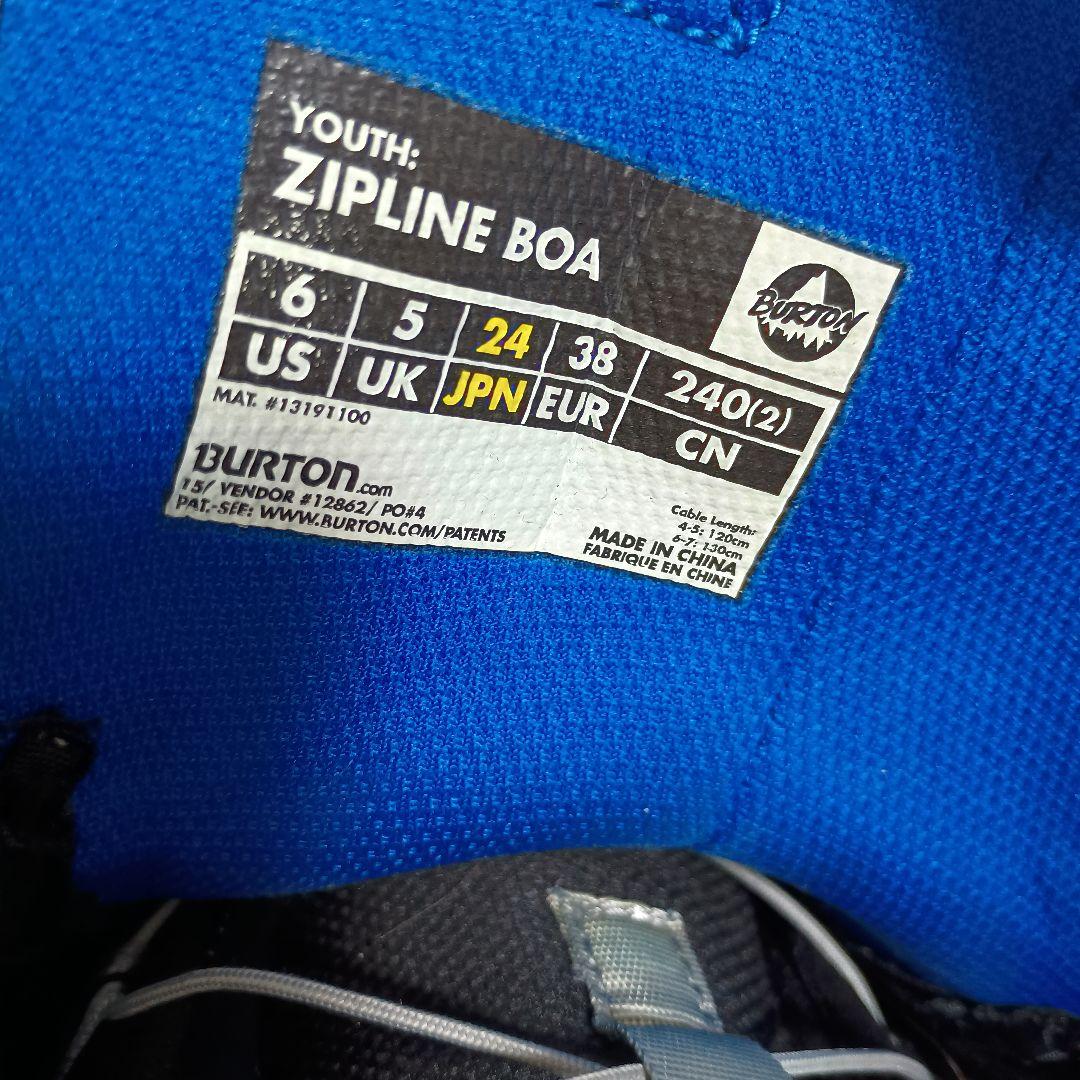 YOUTH:
ZIPLINE BOA
BURTON
6 5 24 38 240(2)
US UK JPN EUR CN
MAT. #13191100
BURTON.com
15/ VENDOR #12862/ PO#4
PAT.-SEE: WWW.BURTON.COM/PATENTS
Cable Length:
4-5: 120cm
6-7: 130cm
MADE IN CHINA
FABRIQUE EN CHINE